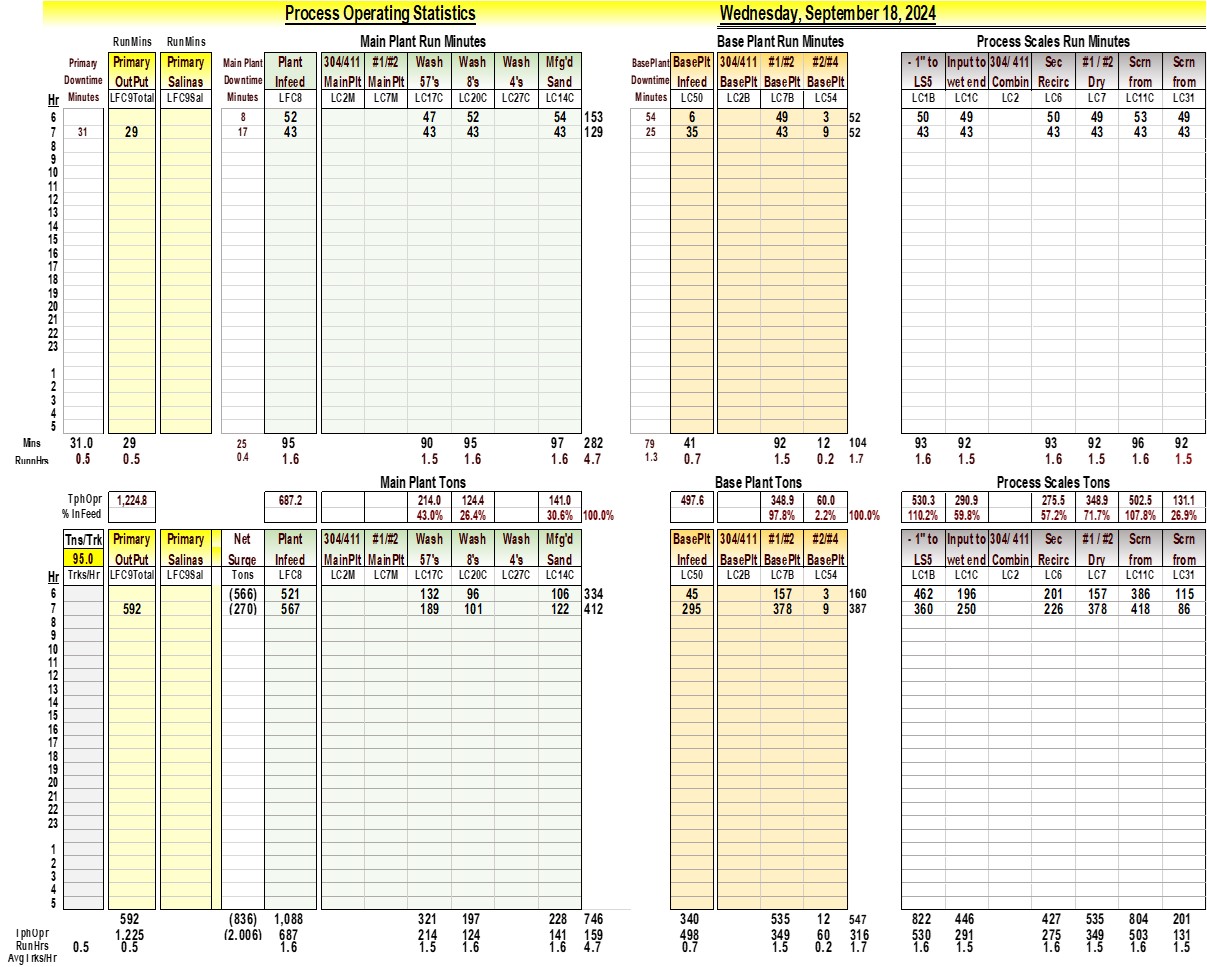 Process Operating Statistics Wednesday, September 18, 2024
RunMins RunMins Main Plant Run Minutes Base Plant Run Minutes Process Scales Run Minutes
Primary Primary Primary Main Plant Plant 304/411 #1/#2 Wash Wash Wash Mfg'd BasePlant BasePlt 304/411 #1/#2 #2/#4 - 1" to Input to 304/ 411 Sec #1 / #2 Scrn Scrn
Downtime OutPut Salinas Downtime Infeed MainPlt MainPlt 57's 8's 4's Sand Downtime Infeed BasePlt BasePlt BasePlt LS5 wet end Combin Recirc Dry from from
Hr Minutes LFC9Total LFC9Sal Minutes LFC8 LC2M LC7M LC17C LC20C LC27C LC14C Minutes LC50 LC2B LC7B LC54 LC1B LC1C LC2 LC6 LC7 LC11C LC31
6 8 52 47 52 54 153 54 6 49 3 52 50 49 50 49 53 49
7 31 29 17 43 43 43 43 129 25 35 43 9 52 43 43 43 43 43 43
8
9
10
11
12
13
14
15
16
17
18
19
20
21
22
23
1
2
3
4
5
Mins 31.0 29 25 95 90 95 97 282 79 41 92 12 104 93 92 93 92 96 92
RunnHrs 0.5 0.5 0.4 1.6 1.5 1.6 1.6 4.7 1.3 0.7 1.5 0.2 1.7 1.6 1.5 1.6 1.5 1.6 1.5
Main Plant Tons Base Plant Tons Process Scales Tons
TphOpr 1,224.8 687.2 214.0 124.4 141.0 497.6 348.9 60.0 530.3 290.9 275.5 348.9 502.5 131.1
% InFeed 43.0% 26.4% 30.6% 100.0% 97.8% 2.2% 100.0% 110.2% 59.8% 57.2% 71.7% 107.8% 26.9%
Tns/Trk Primary Primary Net Plant 304/411 #1/#2 Wash Wash Wash Mfg'd BasePlt 304/411 #1/#2 #2/#4 - 1" to Input to 304/ 411 Sec #1 / #2 Scrn Scrn
95.0 OutPut Salinas Surge Infeed MainPlt MainPlt 57's 8's 4's Sand Infeed BasePlt BasePlt BasePlt LS5 wet end Combin Recirc Dry from from
Hr Trks/Hr LFC9Total LFC9Sal Tons LFC8 LC2M LC7M LC17C LC20C LC27C LC14C LC50 LC2B LC7B LC54 LC1B LC1C LC2 LC6 LC7 LC11C LC31
6 (566) 521 132 96 106 334 45 157 3 160 462 196 201 157 386 115
7 592 (270) 567 189 101 122 412 295 378 9 387 360 250 226 378 418 86
8
9
10
11
12
13
14
15
16
17
18
19
20
21
22
23
1
2
3
4
5
592 (836) 1,088 321 197 228 746 340 535 12 547 822 446 427 535 804 201
TphOpr 1,225 (2,006) 687 214 124 141 159 498 349 60 316 530 291 275 349 503 131
RunHrs 0.5 0.5 1.6 1.5 1.6 1.6 4.7 0.7 1.5 0.2 1.7 1.6 1.5 1.6 1.5 1.6 1.5
AvgTrks/Hr